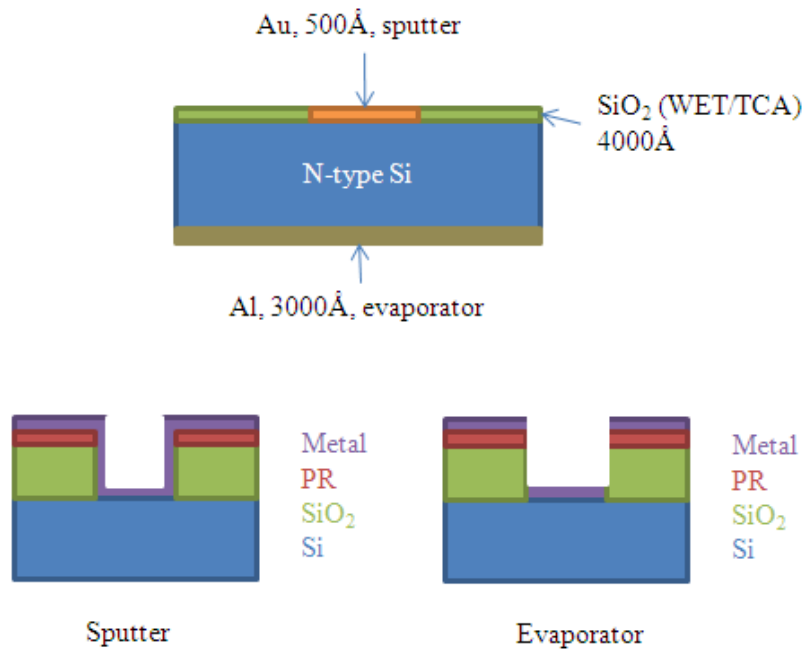 Au, 500Å, sputter
SiO₂ (WET/TCA)
4000Å
N-type Si
Al, 3000Å, evaporator
Metal
PR
SiO₂
Si
Metal
PR
SiO₂
Si
Sputter
Evaporator